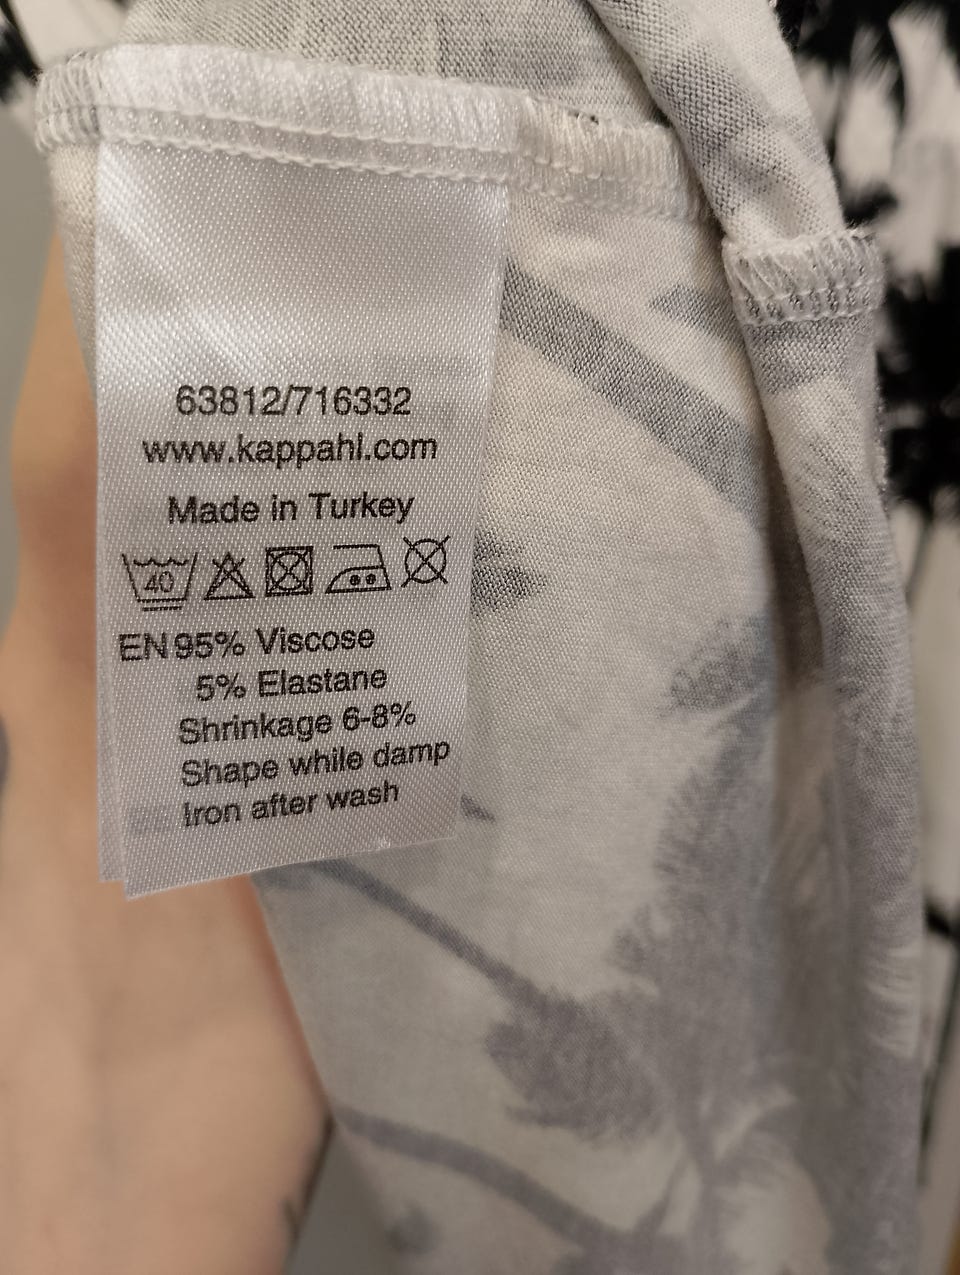 63812/716332
www.kappahl.com
Made in Turkey
40
EN 95% Viscose
5% Elastane
Shrinkage 6-8%
Shape while damp
Iron after wash